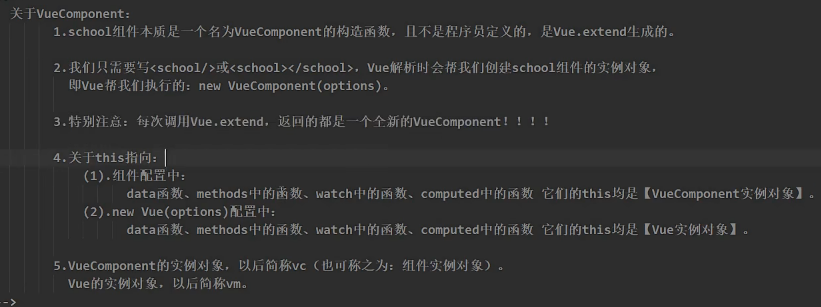 关于VueComponent:
1.school组件本质是一个名为VueComponent的构造函数，且不是程序员定义的，是Vue.extend生成的。
2.我们只需要写<school/>或<school></school>，Vue解析时会帮我们创建school组件的实例对象，
即Vue帮我们执行的：new VueComponent(options)。
3.特别注意：每次调用Vue.extend，返回的都是一个全新的VueComponent！！！！
4.关于this指向：
(1).组件配置中：
data函数、methods中的函数、watch中的函数、computed中的函数 它们的this均是【VueComponent实例对象】。
(2).new Vue(options)配置中：
data函数、methods中的函数、watch中的函数、computed中的函数 它们的this均是【Vue实例对象】。
5.VueComponent的实例对象，以后简称vc（也可称之为：组件实例对象）。
Vue的实例对象，以后简称vm。
-->